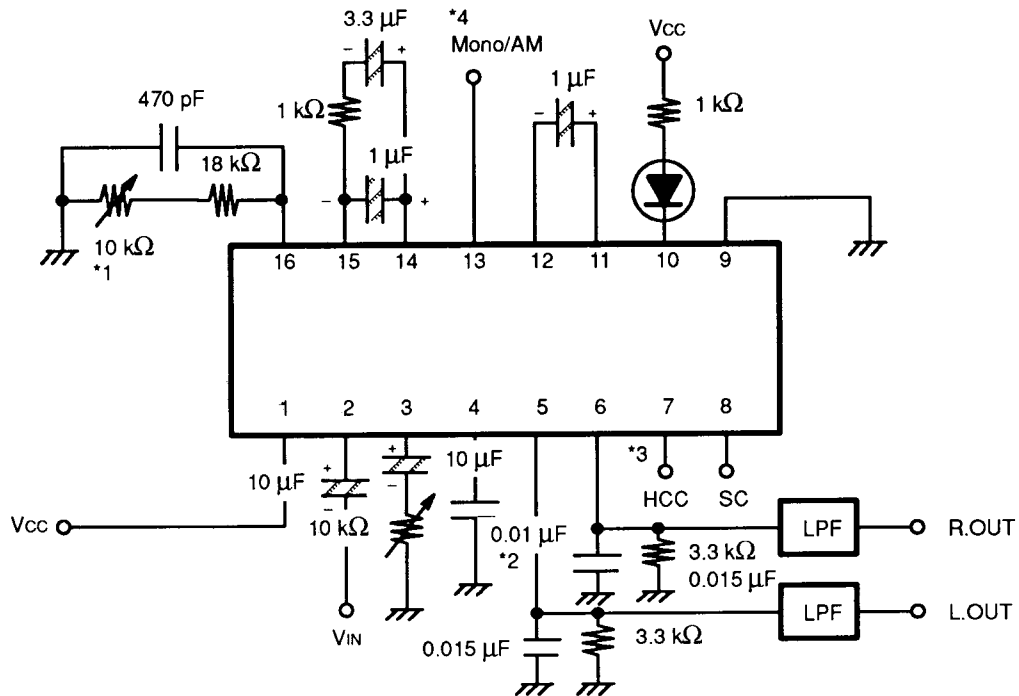 3.3 µF
*4
Mono/AM
Vcc
470 pF
1 kΩ
1 µF
1 kΩ
18 kΩ
1 µF
10 kΩ
*1
- +
- +
- +
16 15 14 13 12 11 10 9
1 2 3 4 5 6 7 8
+ +
- -
10 µF
10 kΩ
10 µF
*3
HCC
SC
Vcc
0.01 µF
*2
3.3 kΩ
0.015 µF
LPF
R.OUT
VIN
0.015 µF
3.3 kΩ
LPF
L.OUT